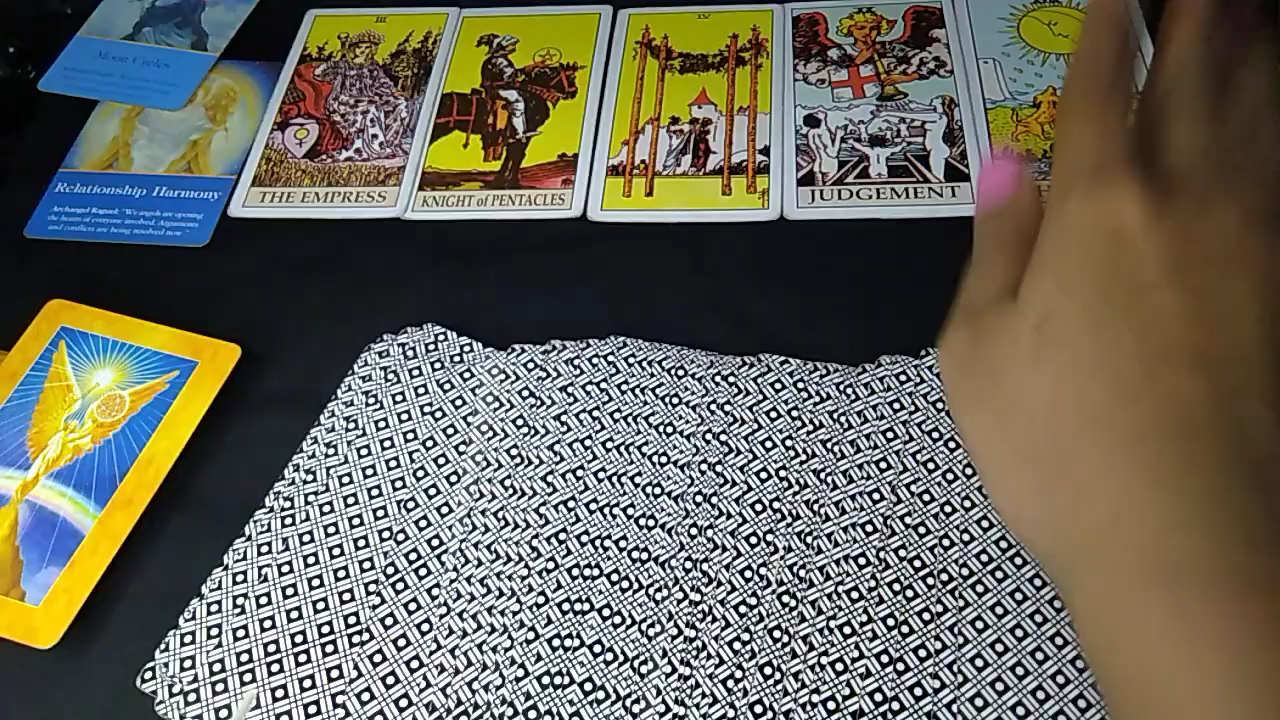 Moon Cycles
Relationship Harmony
Archangel Raguel: "We angels are opening
the hearts of everyone involved. Arguments
and conflicts are being resolved now."
III
THE EMPRESS
KNIGHT of PENTACLES
IV
JUDGEMENT